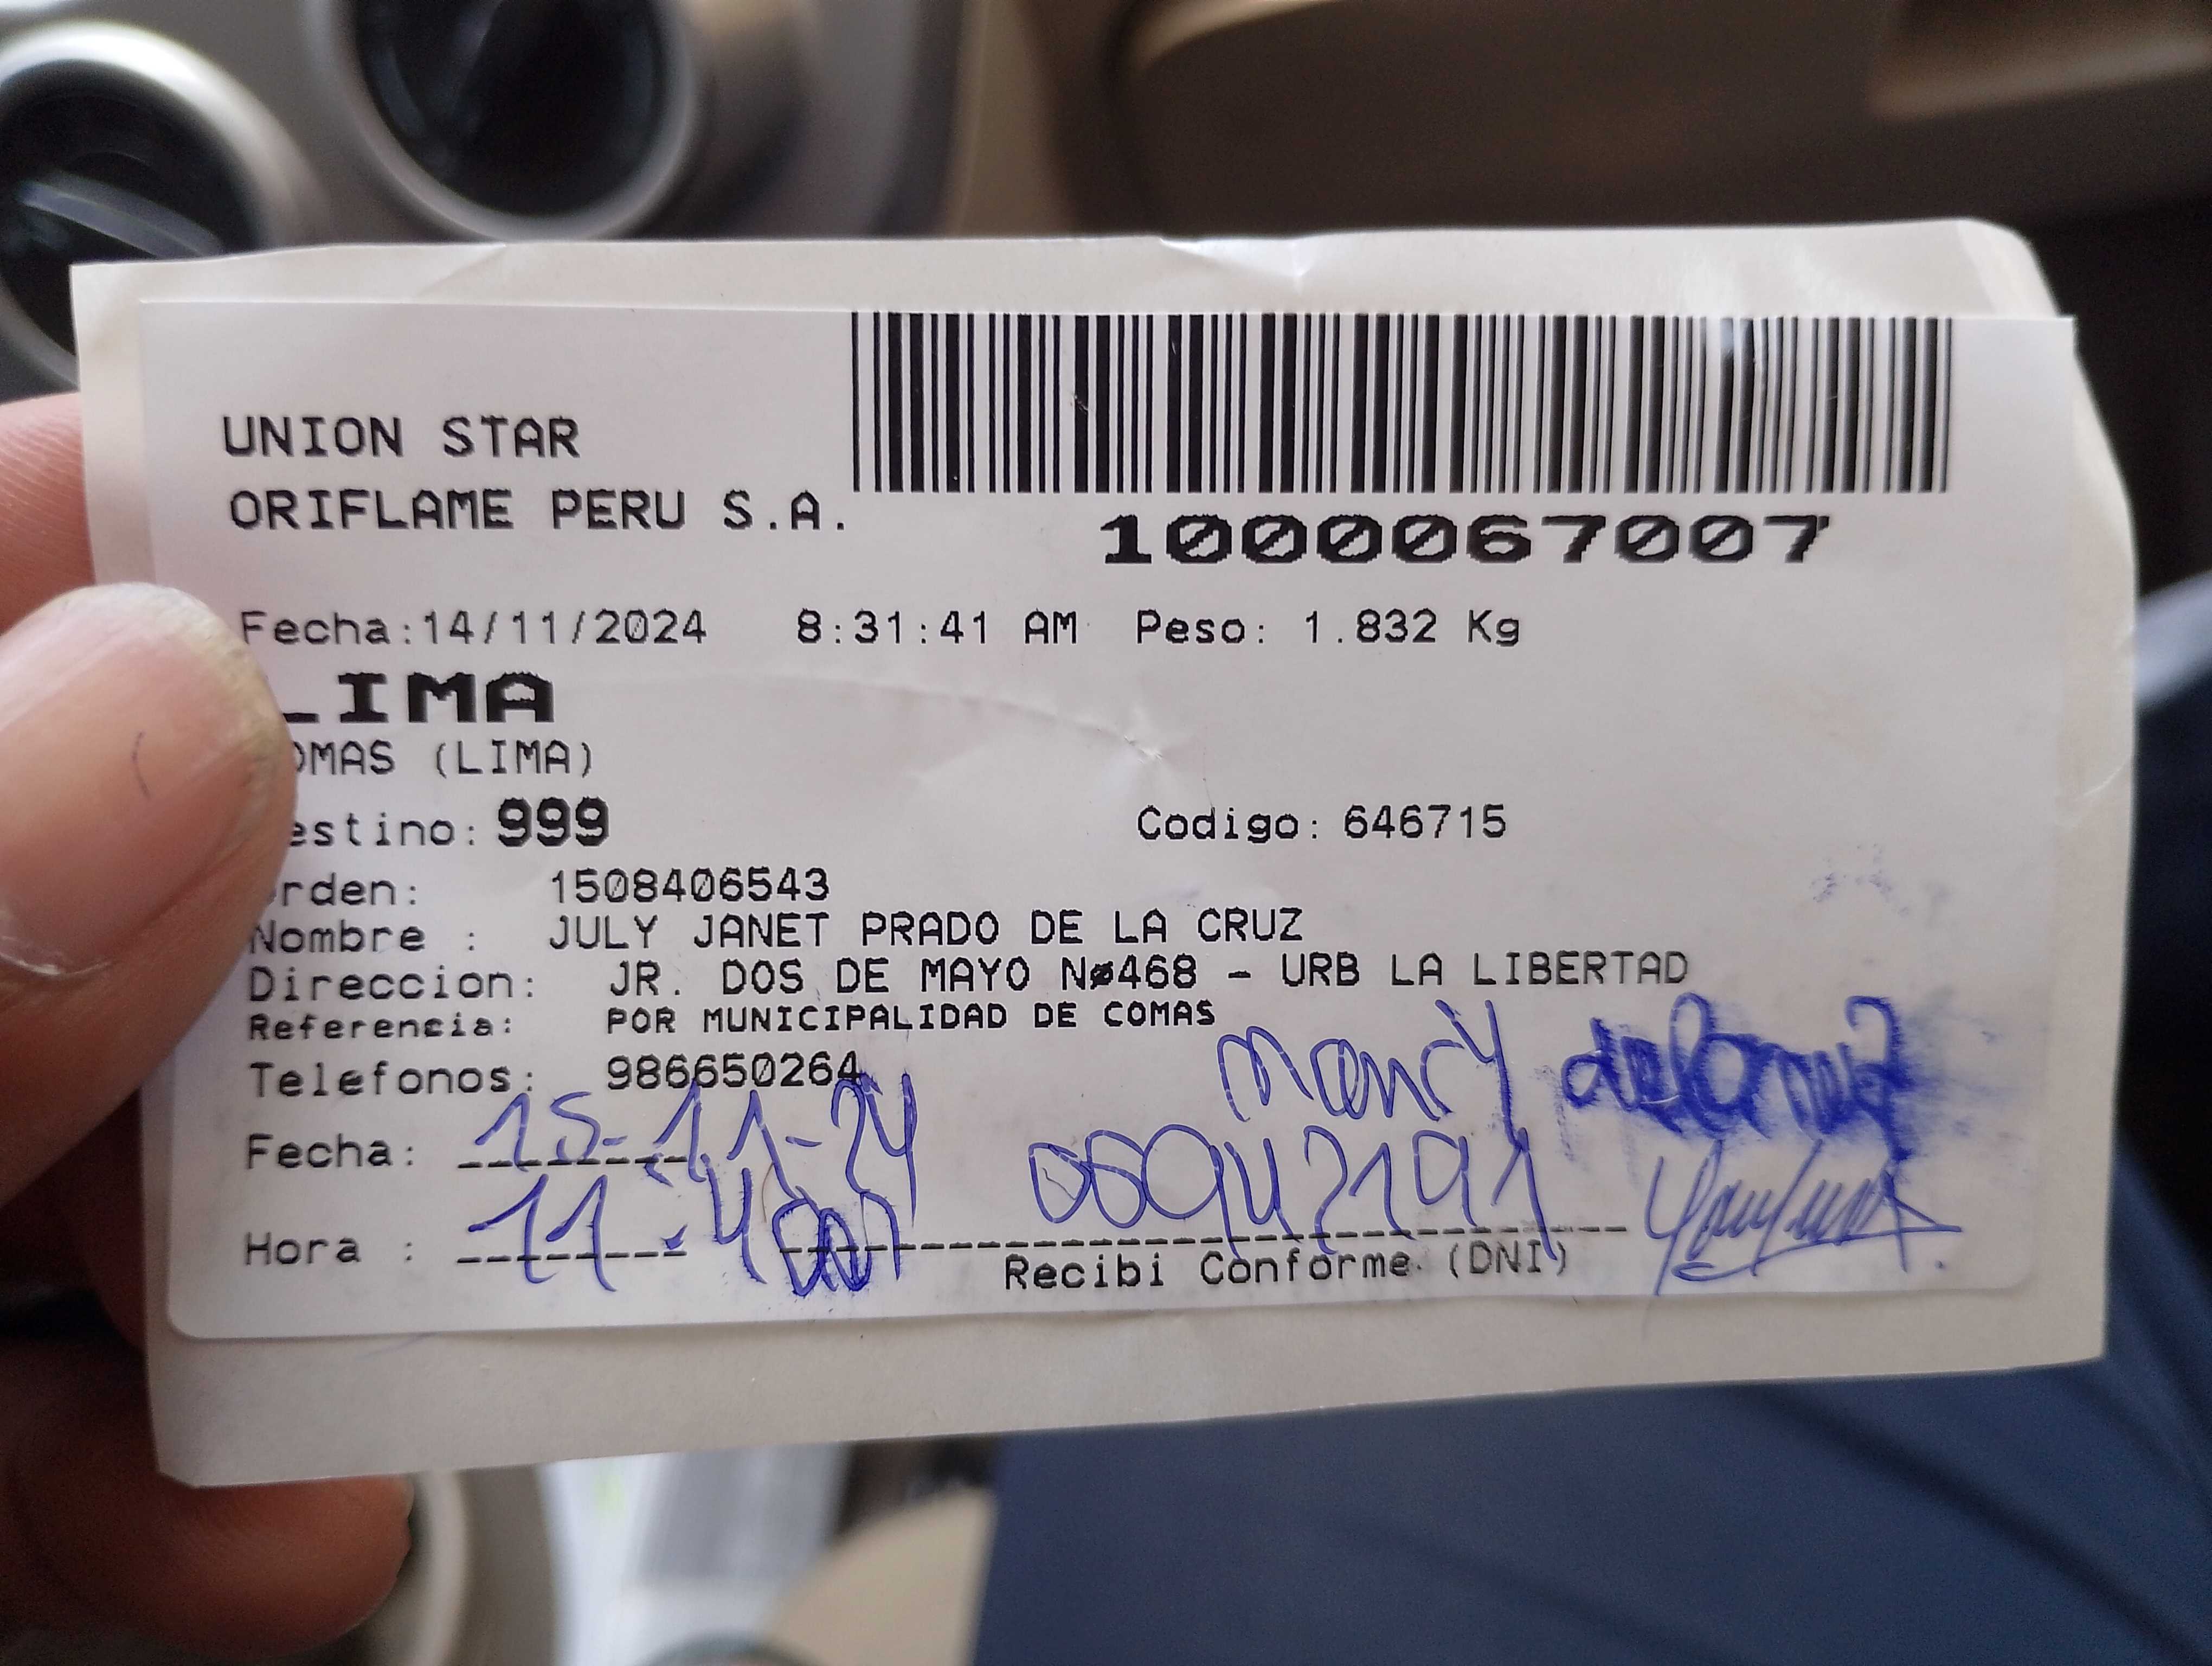 UNION STAR
ORIFLAME PERU S.A.
1000067007
Fecha:14/11/2024 8:31:41 AM Peso: 1.832 Kg
LIMA
OMAS (LIMA)
estino: 999 Codigo: 646715
rden: 1508406543
Nombre : JULY JANET PRADO DE LA CRUZ
Direccion: JR. DOS DE MAYO Nø468 - URB LA LIBERTAD
Referencia: POR MUNICIPALIDAD DE COMAS
Telefonos: 986650264
Fecha: 15-11-24
Hora : 11:40
Recibi Conforme (DNI)